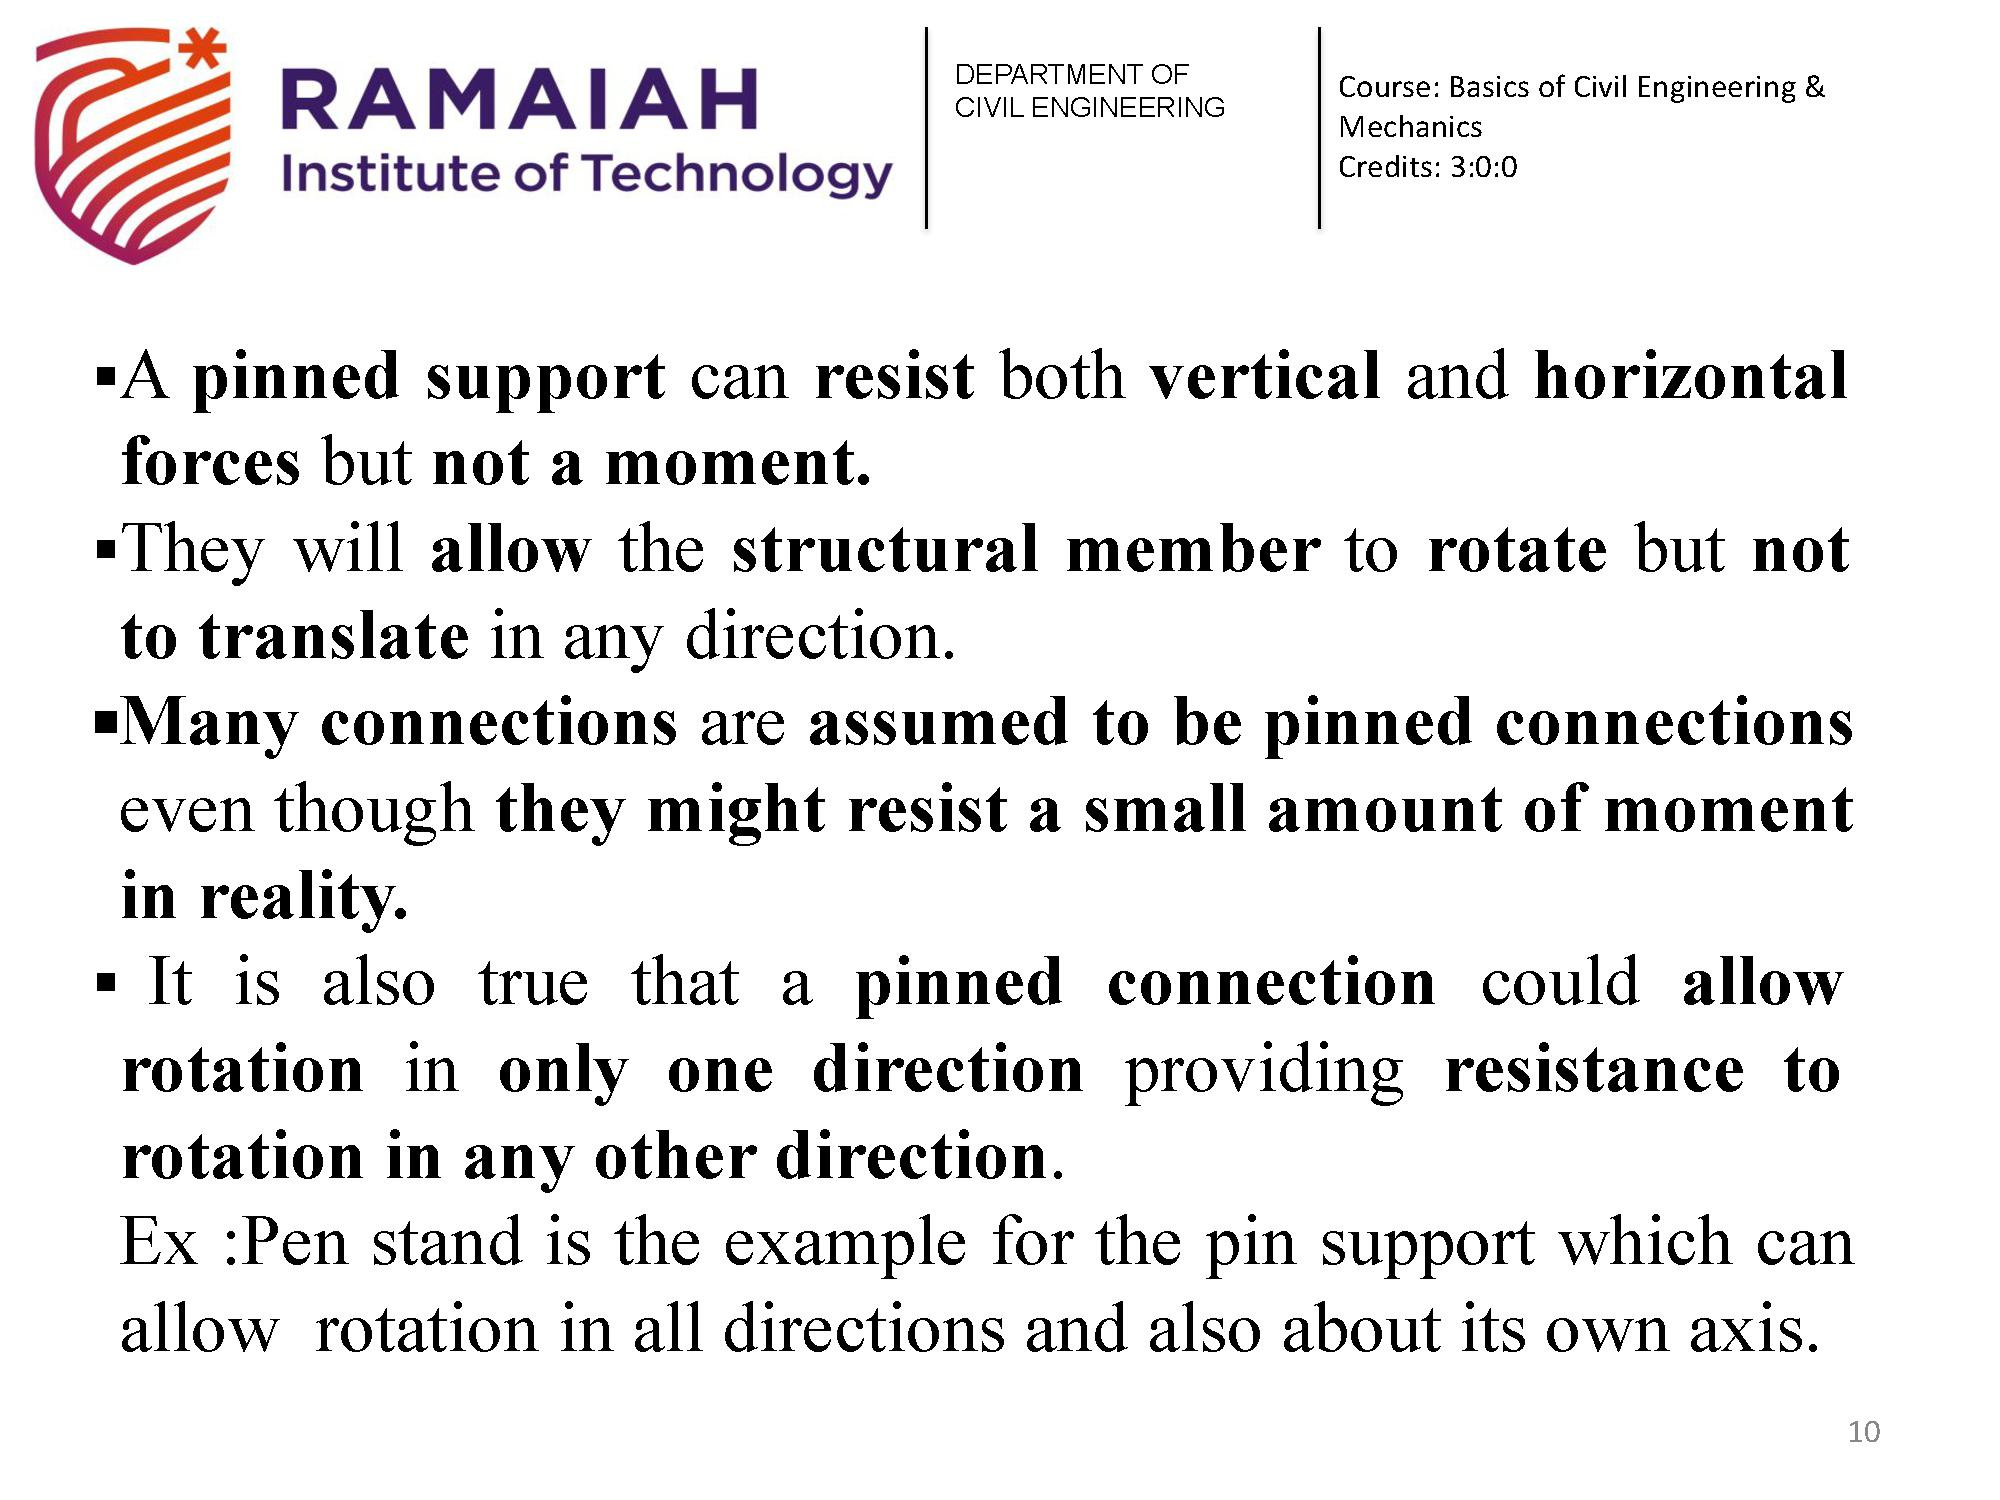 RAMAIAH
Institute of Technology
DEPARTMENT OF
CIVIL ENGINEERING
Course: Basics of Civil Engineering &
Mechanics
Credits: 3:0:0
▪A pinned support can resist both vertical and horizontal
forces but not a moment.
▪They will allow the structural member to rotate but not
to translate in any direction.
▪Many connections are assumed to be pinned connections
even though they might resist a small amount of moment
in reality.
▪ It is also true that a pinned connection could allow
rotation in only one direction providing resistance to
rotation in any other direction.
Ex :Pen stand is the example for the pin support which can
allow rotation in all directions and also about its own axis.
10